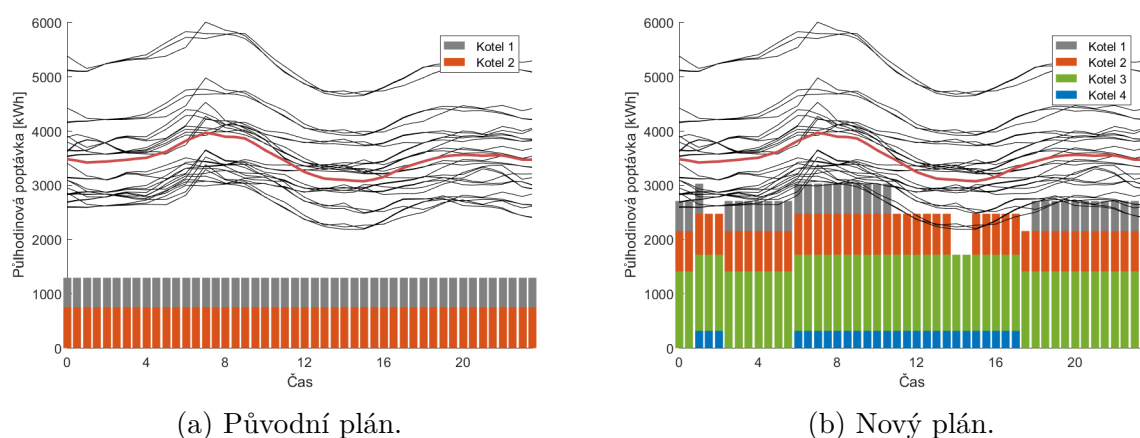 6000
5000
4000
3000
2000
1000
0
Půlhodinová poptávka [kWh]
Kotel 1
Kotel 2
0 4 8 12 16 20
Čas
(a) Původní plán.
6000
5000
4000
3000
2000
1000
0
Půlhodinová poptávka [kWh]
Kotel 1
Kotel 2
Kotel 3
Kotel 4
0 4 8 12 16 20
Čas
(b) Nový plán.